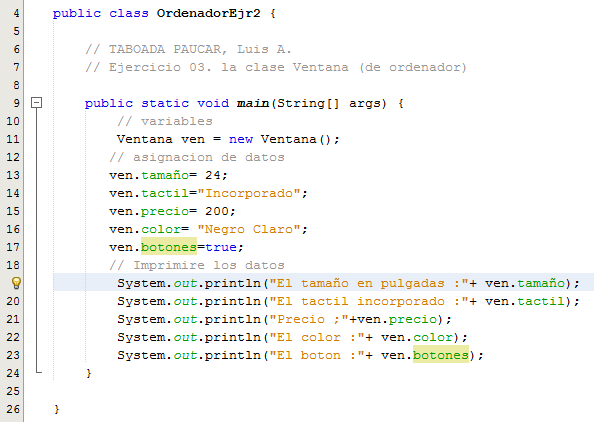 4 public class OrdenadorEjr2 {
5
6 // TABOADA PAUCAR, Luis A.
7 // Ejercicio 03. la clase Ventana (de ordenador)
8
9 public static void main(String[] args) {
10 // variables
11 Ventana ven = new Ventana();
12 // asignacion de datos
13 ven.tamaño= 24;
14 ven.tactil="Incorporado";
15 ven.precio= 200;
16 ven.color= "Negro Claro";
17 ven.botones=true;
18 // Imprimire los datos
System.out.println("El tamaño en pulgadas :"+ ven.tamaño);
20 System.out.println("El tactil incorporado :"+ ven.tactil);
21 System.out.println("Precio ;"+ven.precio);
22 System.out.println("El color :"+ ven.color);
23 System.out.println("El boton :"+ ven.botones);
24 }
25
26 }